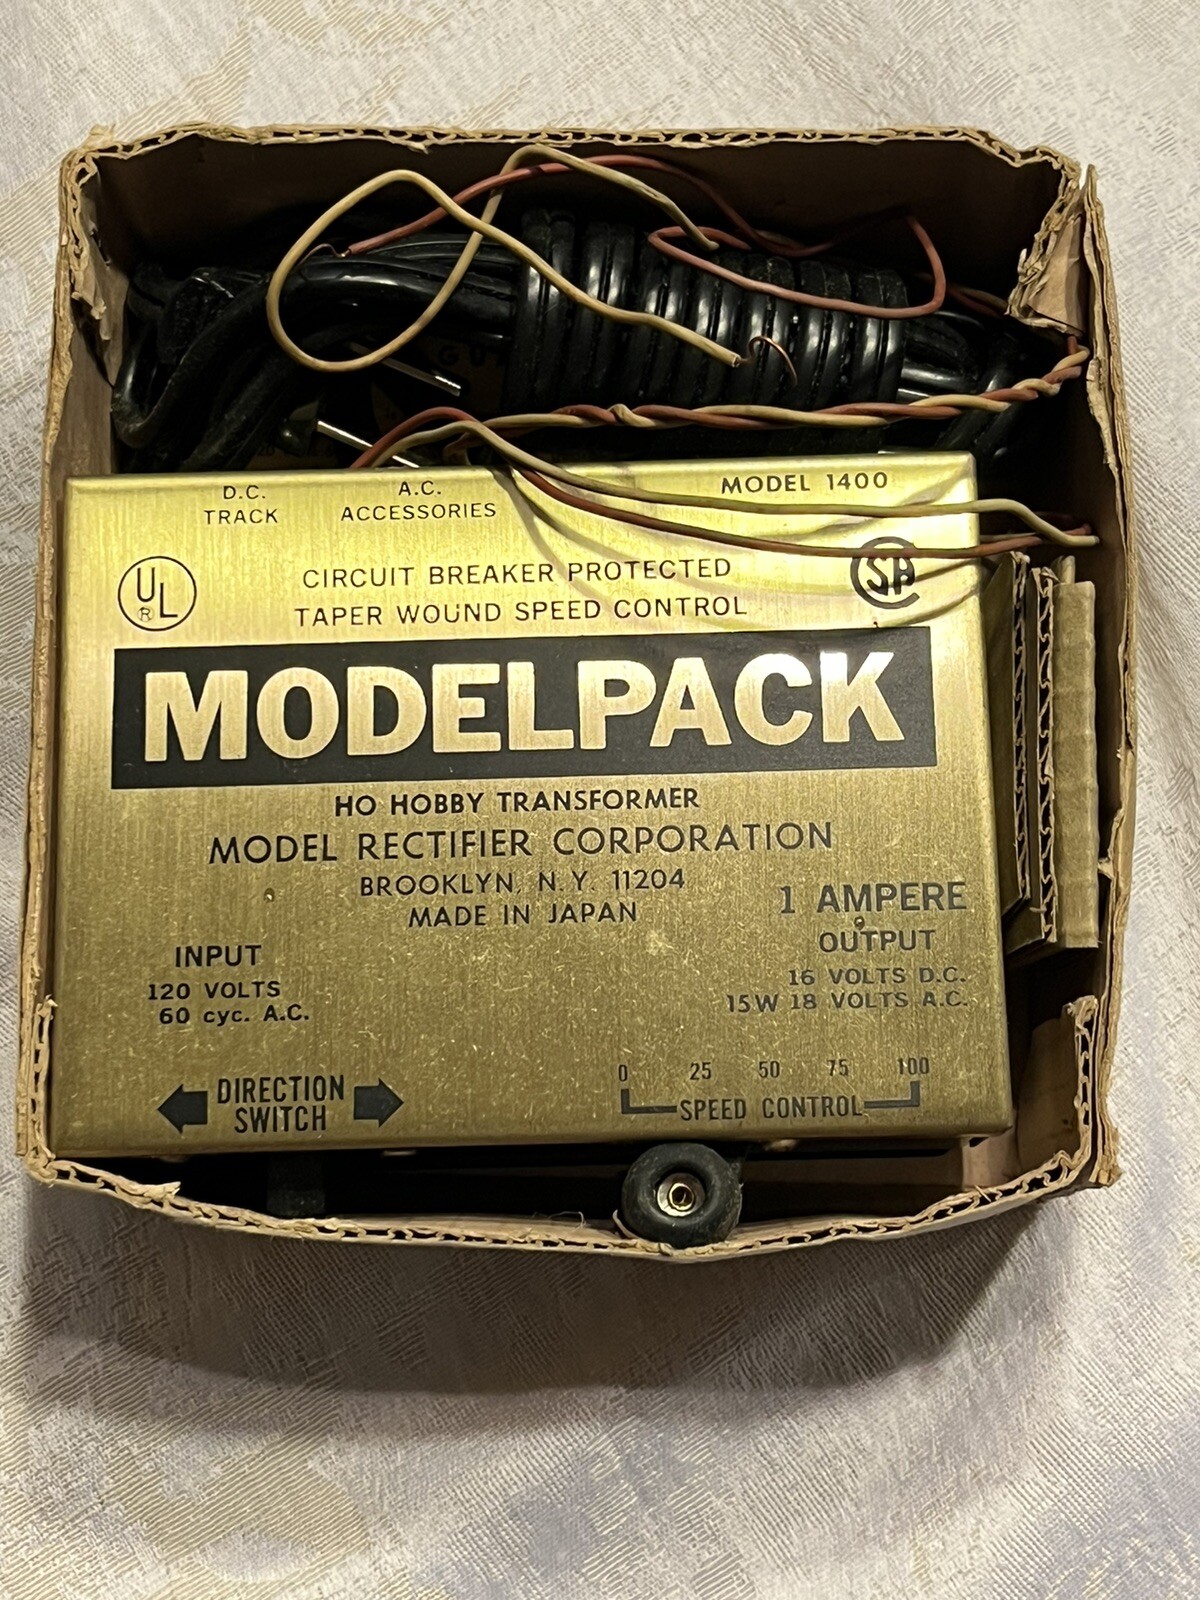 D.C.
TRACK
A.C.
ACCESSORIES
MODEL 1400
UL
R
CIRCUIT BREAKER PROTECTED
TAPER WOUND SPEED CONTROL
SA
MODELPACK
HO HOBBY TRANSFORMER
MODEL RECTIFIER CORPORATION
BROOKLYN, N.Y. 11204
MADE IN JAPAN
1 AMPERE
OUTPUT
16 VOLTS D.C.
15W 18 VOLTS A.C.
INPUT
120 VOLTS
60 cyc. A.C.
DIRECTION
SWITCH
0 25 50 75 100
SPEED CONTROL